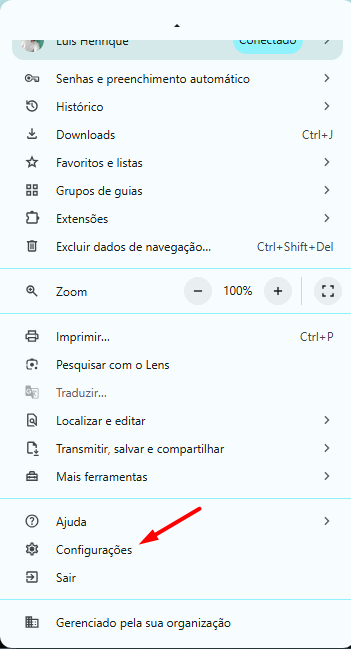 Luis Henrique Conectado
Senhas e preenchimento automático
Histórico
Downloads Ctrl+J
Favoritos e listas
Grupos de guias
Extensões
Excluir dados de navegação... Ctrl+Shift+Del
Zoom 100%
Imprimir... Ctrl+P
Pesquisar com o Lens
Traduzir...
Localizar e editar
Transmitir, salvar e compartilhar
Mais ferramentas
Ajuda
Configurações
Sair
Gerenciado pela sua organização